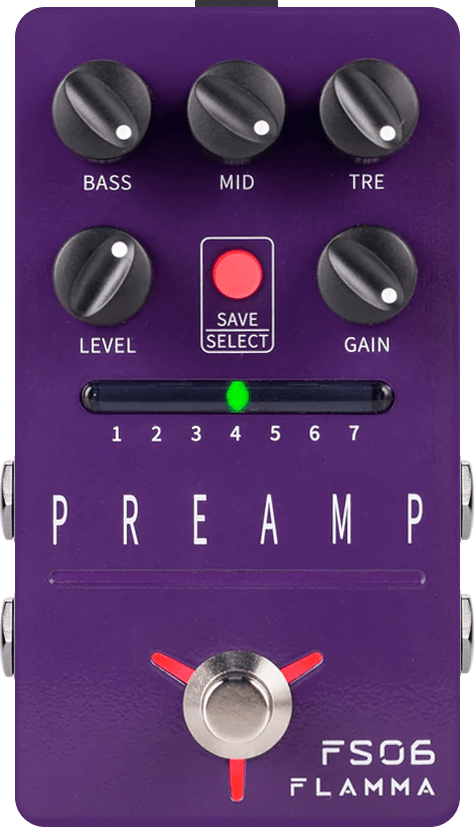 BASS MID TRE
LEVEL SAVE GAIN
SELECT
1 2 3 4 5 6 7
PREAMP
FS06
FLAMMA